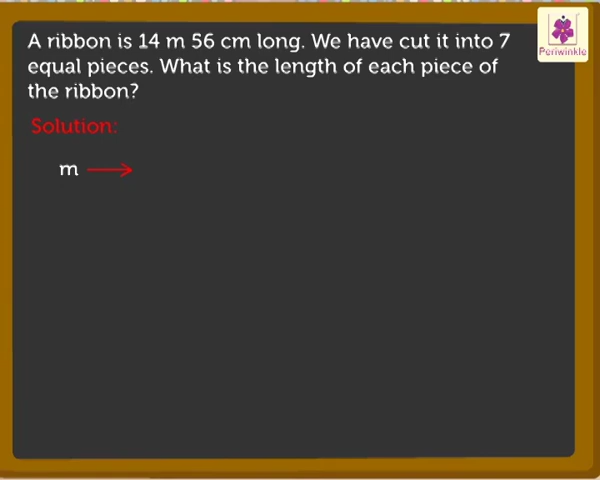 A ribbon is 14 m 56 cm long. We have cut it into 7
equal pieces. What is the length of each piece of
the ribbon?
Periwinkle
Solution:
m